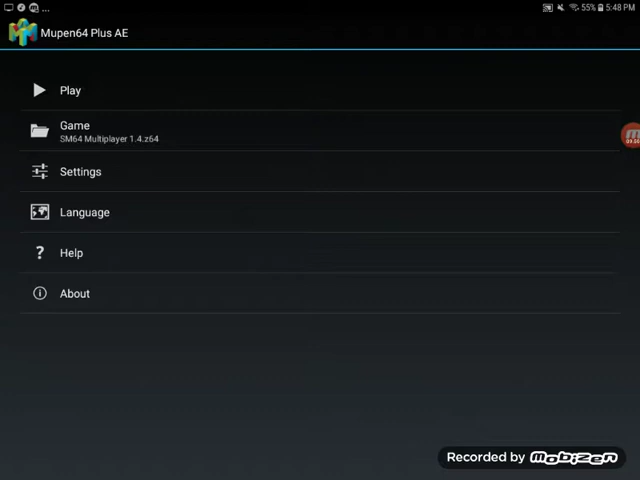 55% 5:48 PM
Mupen64 Plus AE
Play
Game
SM64 Multiplayer 1.4.z64
Settings
Language
Help
About
Recorded by Mobizen